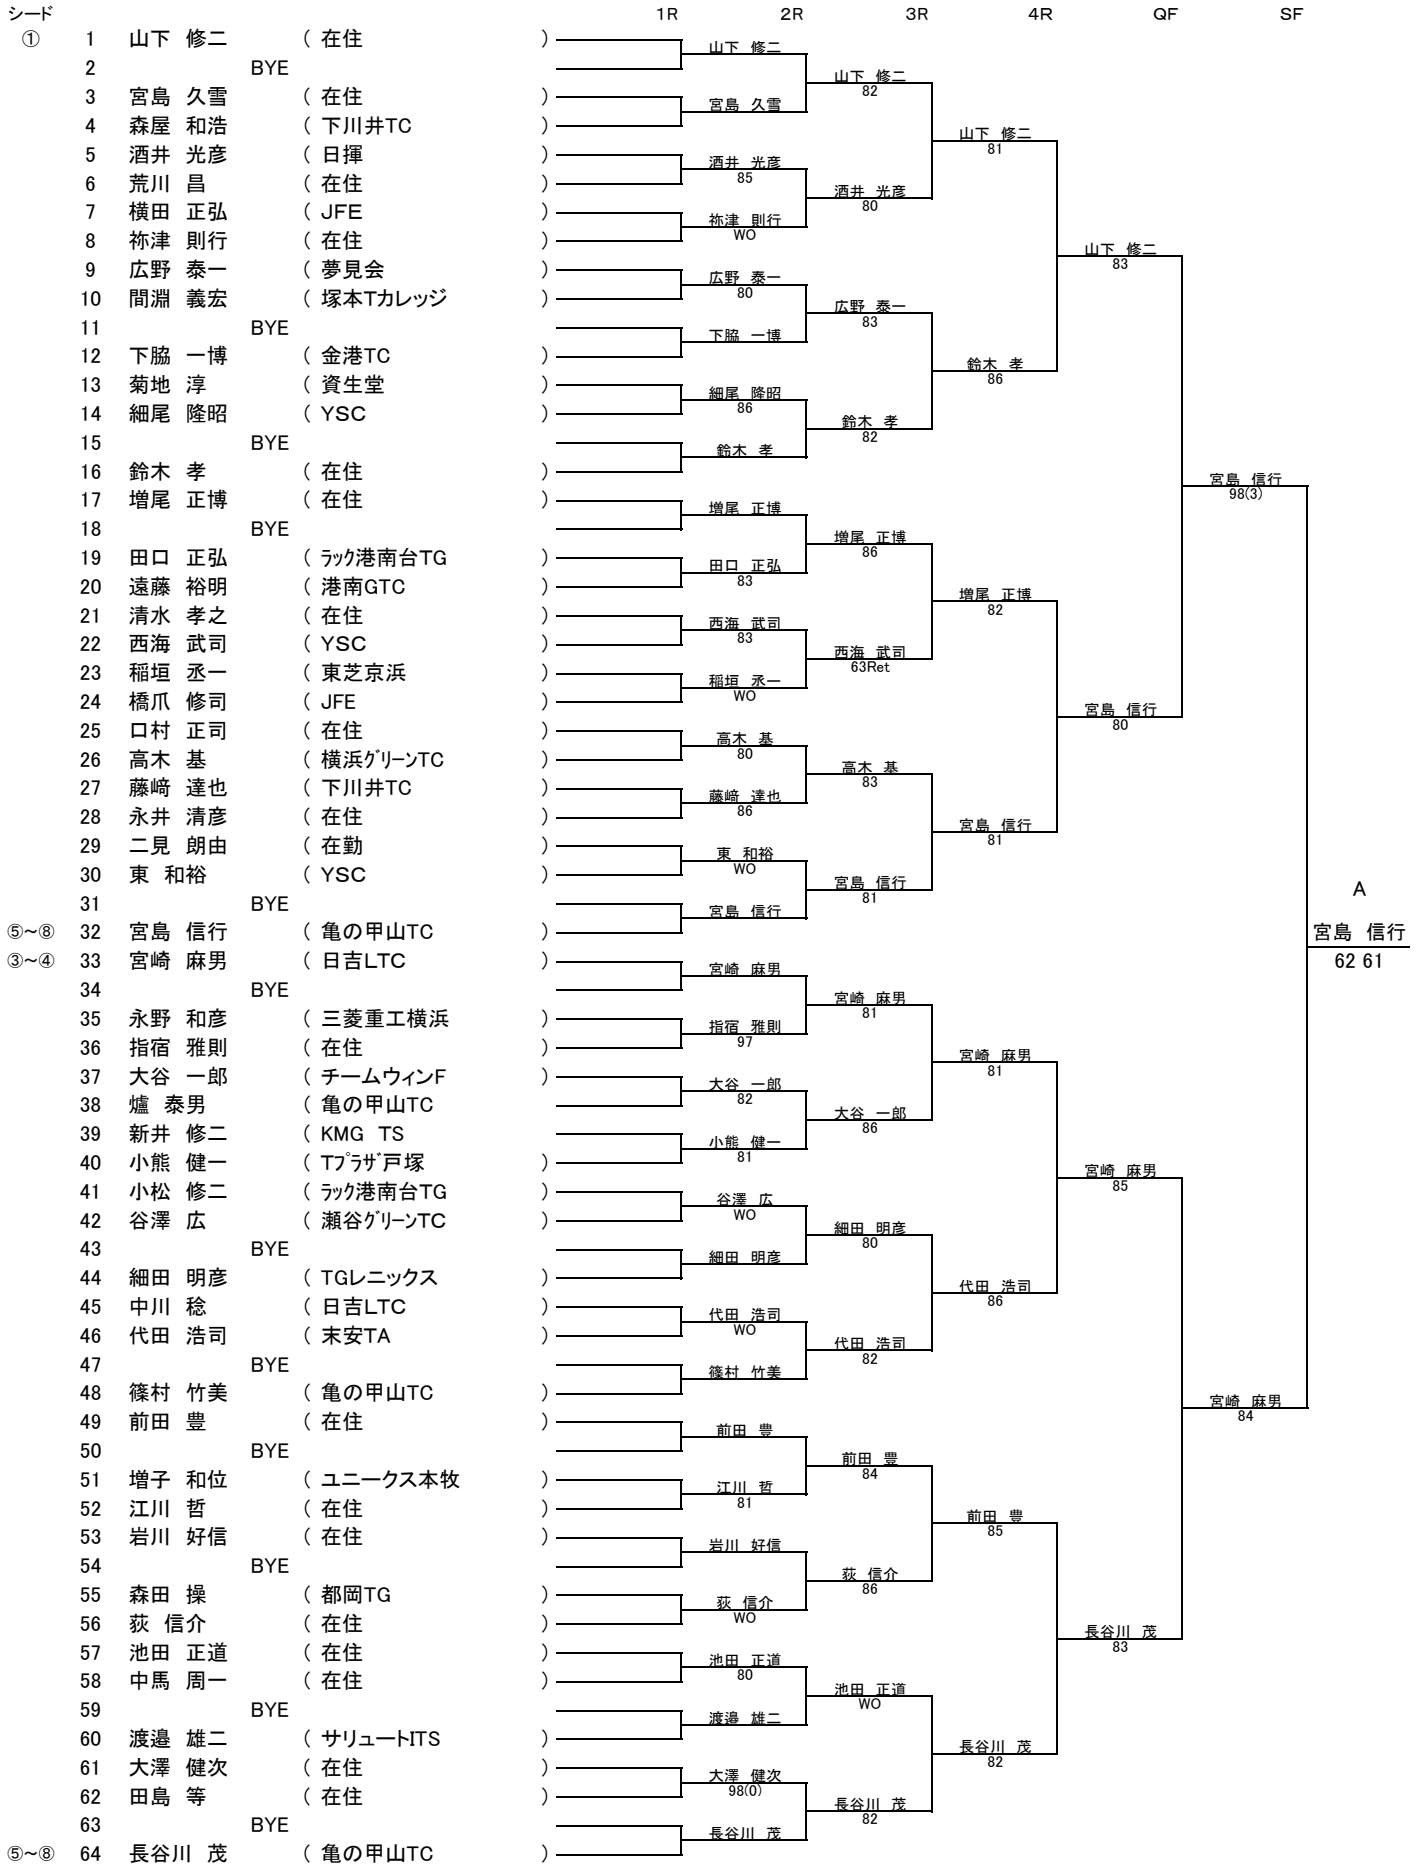 シード 1R 2R 3R 4R QF SF
① 1 山下 修二 ( 在住 )
山下 修二
2 BYE
山下 修二
82
3 宮島 久雪 ( 在住 )
宮島 久雪
4 森屋 和浩 ( 下川井TC )
山下 修二
81
5 酒井 光彦 ( 日揮 )
酒井 光彦
85
6 荒川 昌 ( 在住 )
酒井 光彦
80
7 横田 正弘 ( JFE )
祢津 則行
WO
8 祢津 則行 ( 在住 )
山下 修二
83
9 広野 泰一 ( 夢見会 )
広野 泰一
80
10 間淵 義宏 ( 塚本Tカレッジ )
広野 泰一
83
11 BYE
下脇 一博
12 下脇 一博 ( 金港TC )
鈴木 孝
86
13 菊地 淳 ( 資生堂 )
細尾 隆昭
86
14 細尾 隆昭 ( YSC )
鈴木 孝
82
15 BYE
鈴木 孝
16 鈴木 孝 ( 在住 )
宮島 信行
98(3)
17 増尾 正博 ( 在住 )
増尾 正博
18 BYE
増尾 正博
86
19 田口 正弘 ( ラック港南台TG )
田口 正弘
83
20 遠藤 裕明 ( 港南GTC )
増尾 正博
82
21 清水 孝之 ( 在住 )
西海 武司
83
22 西海 武司 ( YSC )
西海 武司
63Ret
23 稲垣 丞一 ( 東芝京浜 )
稲垣 丞一
WO
24 橋爪 修司 ( JFE )
宮島 信行
80
25 口村 正司 ( 在住 )
高木 基
80
26 高木 基 ( 横浜グリーンTC )
高木 基
83
27 藤﨑 達也 ( 下川井TC )
藤﨑 達也
86
28 永井 清彦 ( 在住 )
宮島 信行
81
29 二見 朗由 ( 在勤 )
東 和裕
WO
30 東 和裕 ( YSC )
宮島 信行
81
A
31 BYE
宮島 信行
⑤~⑧ 32 宮島 信行 ( 亀の甲山TC )
宮島 信行
62 61
③~④ 33 宮崎 麻男 ( 日吉LTC )
宮崎 麻男
34 BYE
宮崎 麻男
81
35 永野 和彦 ( 三菱重工横浜 )
指宿 雅則
97
36 指宿 雅則 ( 在住 )
宮崎 麻男
81
37 大谷 一郎 ( チームウィンF )
大谷 一郎
82
38 爐 泰男 ( 亀の甲山TC
大谷 一郎
86
39 新井 修二 ( KMG TS
小熊 健一
81
40 小熊 健一 ( Tプラザ戸塚 )
宮崎 麻男
85
41 小松 修二 ( ラック港南台TG )
谷澤 広
WO
42 谷澤 広 ( 瀬谷グリーンTC )
細田 明彦
80
43 BYE
細田 明彦
44 細田 明彦 ( TGレニックス )
代田 浩司
86
45 中川 稔 ( 日吉LTC )
代田 浩司
WO
46 代田 浩司 ( 末安TA )
代田 浩司
82
47 BYE
篠村 竹美
48 篠村 竹美 ( 亀の甲山TC )
宮崎 麻男
84
49 前田 豊 ( 在住 )
前田 豊
50 BYE
前田 豊
84
51 増子 和位 ( ユニークス本牧 )
江川 哲
81
52 江川 哲 ( 在住 )
前田 豊
85
53 岩川 好信 ( 在住 )
岩川 好信
54 BYE
荻 信介
86
55 森田 操 ( 都岡TG )
荻 信介
WO
56 荻 信介 ( 在住 )
長谷川 茂
83
57 池田 正道 ( 在住 )
池田 正道
80
58 中馬 周一 ( 在住 )
池田 正道
WO
59 BYE
渡邉 雄二
60 渡邉 雄二 ( サリュートITS )
長谷川 茂
82
61 大澤 健次 ( 在住 )
大澤 健次
98(0)
62 田島 等 ( 在住 )
長谷川 茂
82
63 BYE
長谷川 茂
⑤~⑧ 64 長谷川 茂 ( 亀の甲山TC )